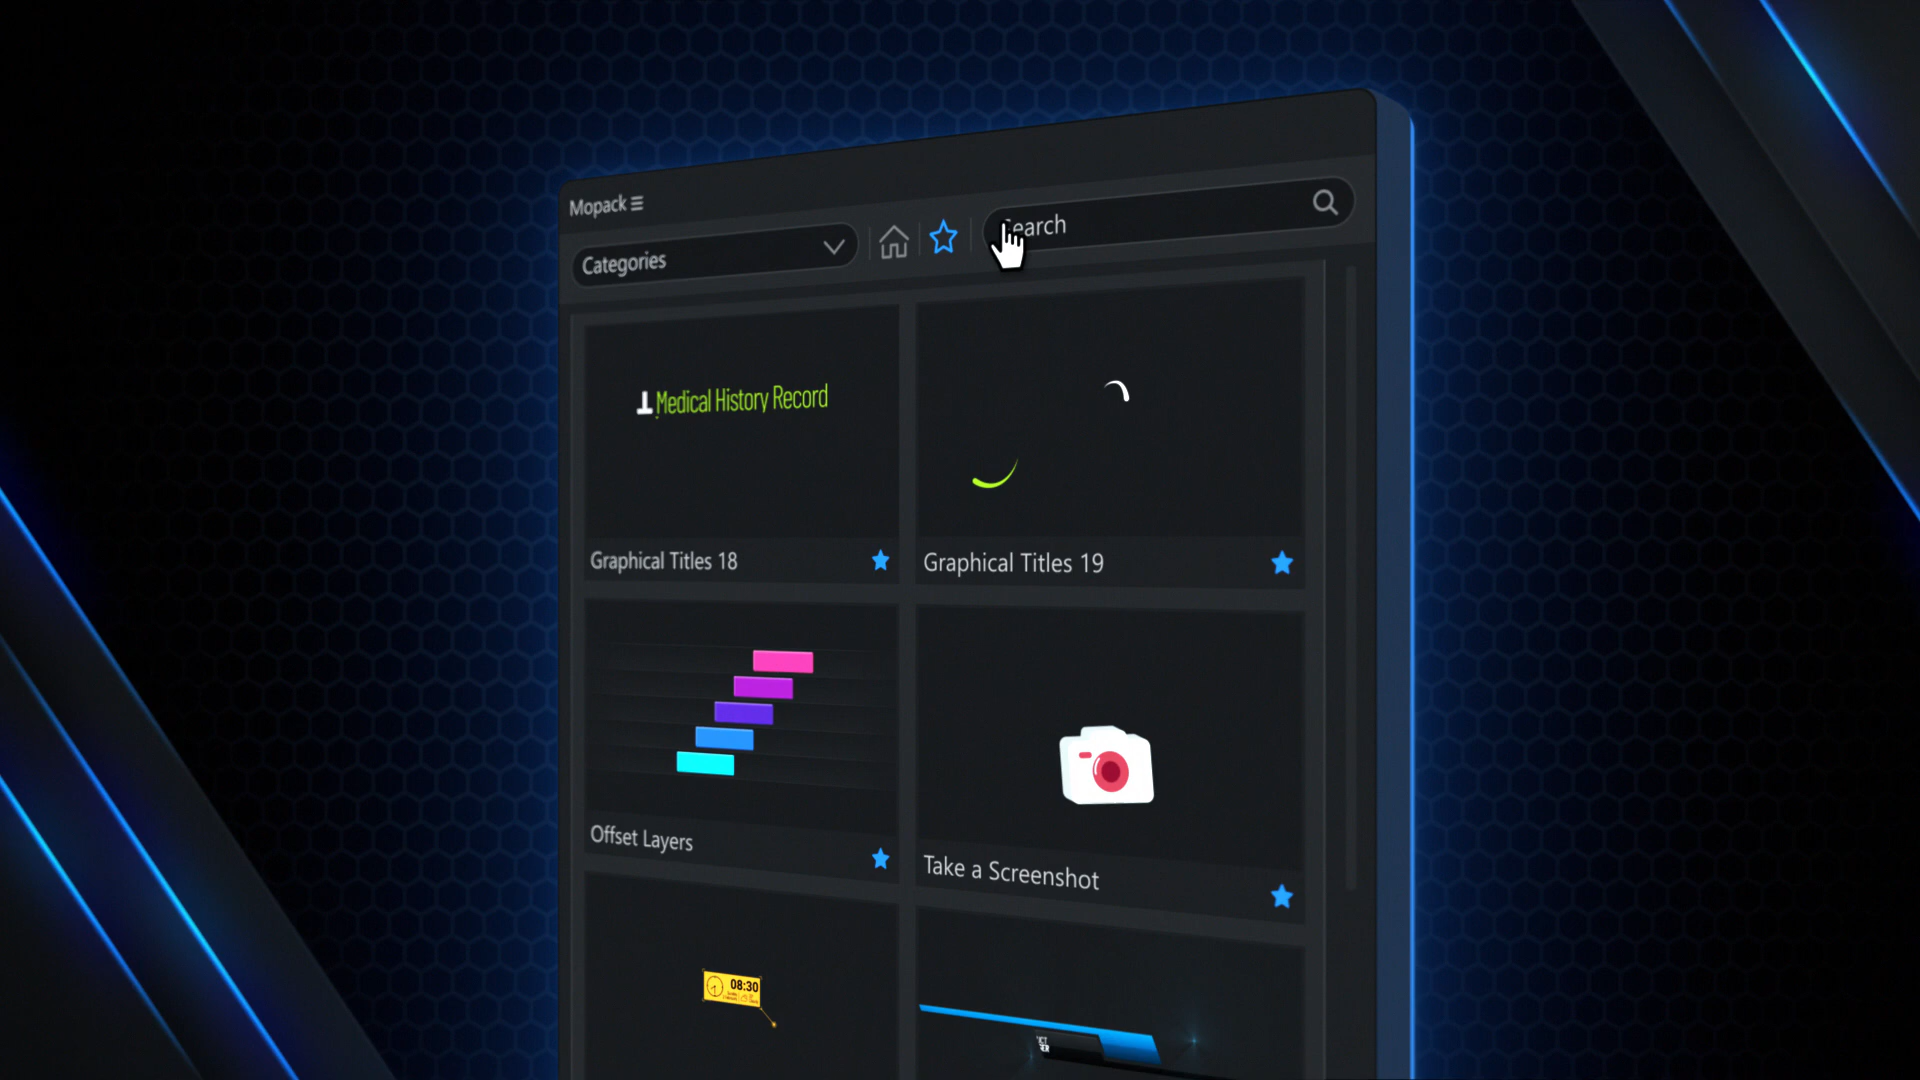 Mopack
Categories
Search
Medical History Record
Graphical Titles 18
Graphical Titles 19
Offset Layers
Take a Screenshot
08:30